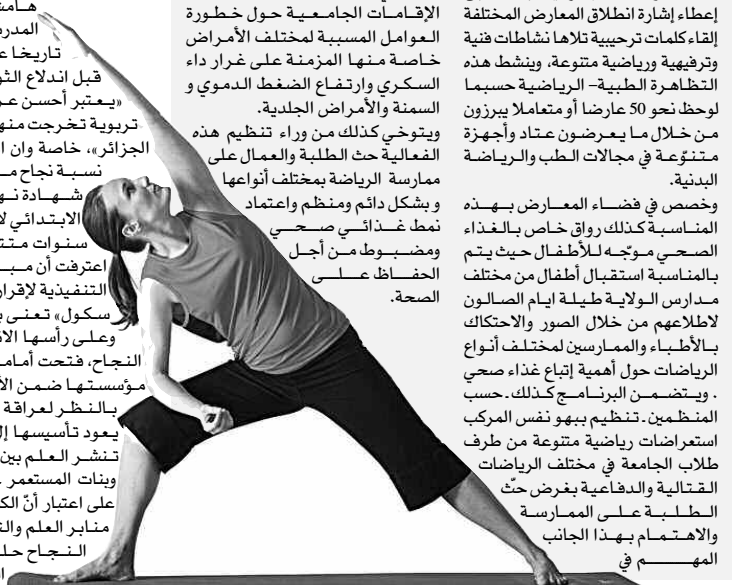 إعطاء إشارة انطلاق المعارض المختلفة
إلقاء كلمات ترحيبية تلاها نشاطات فنية
وترفيهية ورياضية متنوعة، وينشط هذه
التظاهرة الطبية- الرياضية حسبما
لوحظ نحو 50 عارضا أو متعاملا يبرزون
من خلال ما يعرضون عتاد وأجهزة
متنوّعة في مجالات الطب والرياضة
البدنية.
وخصص في فضاء المعارض بهذه
المناسبة كذلك رواق خاص بالغذاء
الصحي موجّه للأطفال حيث يتم
بالمناسبة استقبال أطفال من مختلف
مدارس الولاية طيلة ايام الصالون
لاطلاعهم من خلال الصور والاحتكاك
بالأطباء والممارسين لمختلف أنواع
الرياضات حول أهمية إتباع غذاء صحي
. ويتضمن البرنامج كذلك ـ حسب
المنظمين ـ تنظيم ببهو نفس المركب
استعراضات رياضية متنوعة من طرف
طلاب الجامعة في مختلف الرياضات
القتالية والدفاعية بغرض حثّ
الطلبة على الممارسة
والاهتمام بهذا الجانب
المهم في
الإقامات الجامعية حول خطورة
العوامل المسببة لمختلف الأمراض
خاصة منها المزمنة على غرار داء
السكري وارتفاع الضغط الدموي و
السمنة والأمراض الجلدية.
ويتوخى كذلك من وراء تنظيم هذه
الفعالية حث الطلبة والعمال على
ممارسة الرياضة بمختلف أنواعها
و بشكل دائم ومنظم واعتماد
نمط غذائي صحي
ومضبوط من أجل
الحفاظ على
الصحة.
المدر
تاريخا ع
قبل اندلاع الثو
«يعتبر أحسن
تربوية تخرجت منه
الجزائر»، خاصة وان ا
نسبة نجاح
شهادة
الابتدائي
سنوات
اعترفت أن
التنفيذية لإقرا
سكول» تعنى
وعلى رأسها
النجاح، فتحت
مؤسستها ضمن
بالنظر لعراقة
يعود تأسيسها
تنشر العلم بين
وبنات المستعمر
على اعتبار أنّ
منابر العلم
النجاح